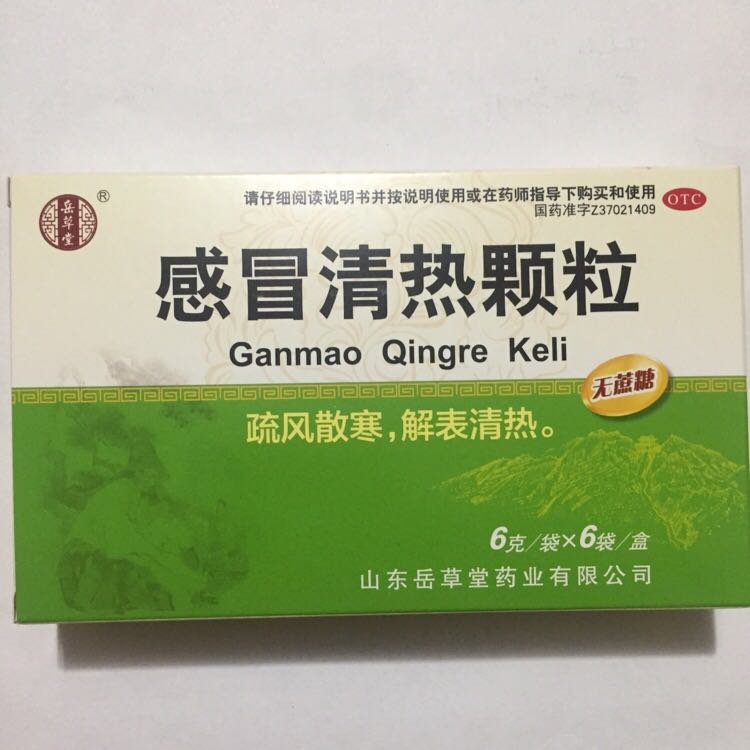 岳草堂
®
请仔细阅读说明书并按说明使用或在药师指导下购买和使用
国药准字Z37021409
OTC
感冒清热颗粒
Ganmao Qingre Keli
无蔗糖
疏风散寒，解表清热。
6克/袋×6袋/盒
山东岳草堂药业有限公司